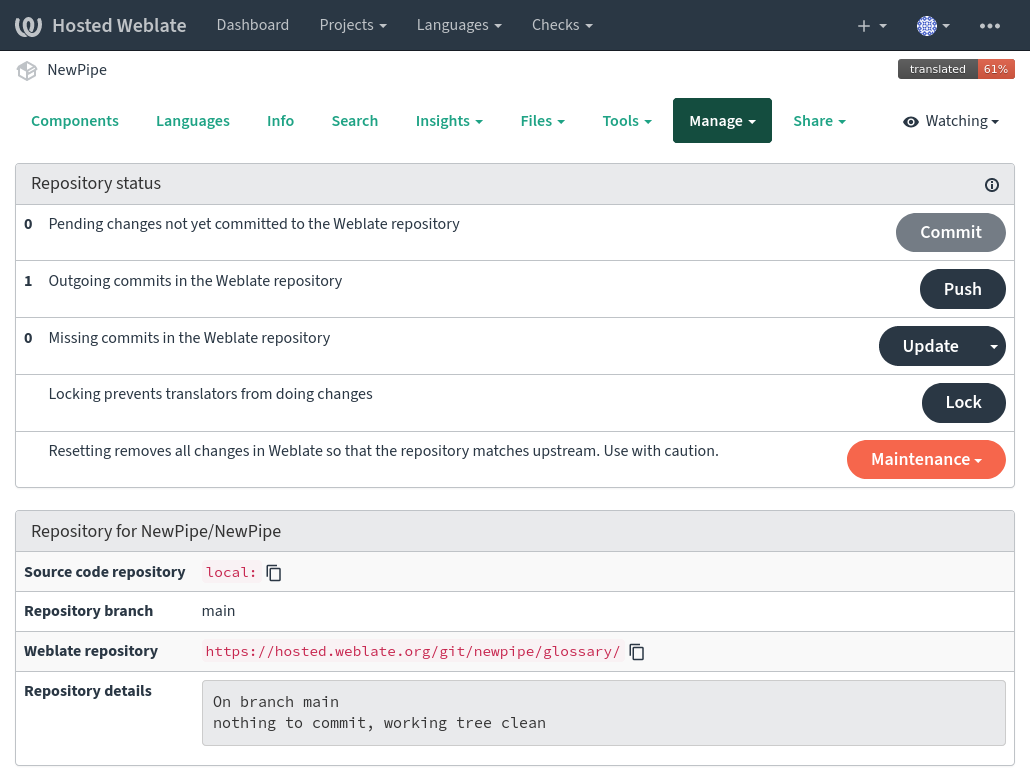 Hosted Weblate Dashboard Projects Languages Checks
NewPipe translated 61%
Components Languages Info Search Insights Files Tools Manage Share Watching
Repository status
0 Pending changes not yet committed to the Weblate repository Commit
1 Outgoing commits in the Weblate repository Push
0 Missing commits in the Weblate repository Update
Locking prevents translators from doing changes Lock
Resetting removes all changes in Weblate so that the repository matches upstream. Use with caution. Maintenance
Repository for NewPipe/NewPipe
Source code repository local:
Repository branch main
Weblate repository https://hosted.weblate.org/git/newpipe/glossary/
Repository details On branch main
nothing to commit, working tree clean